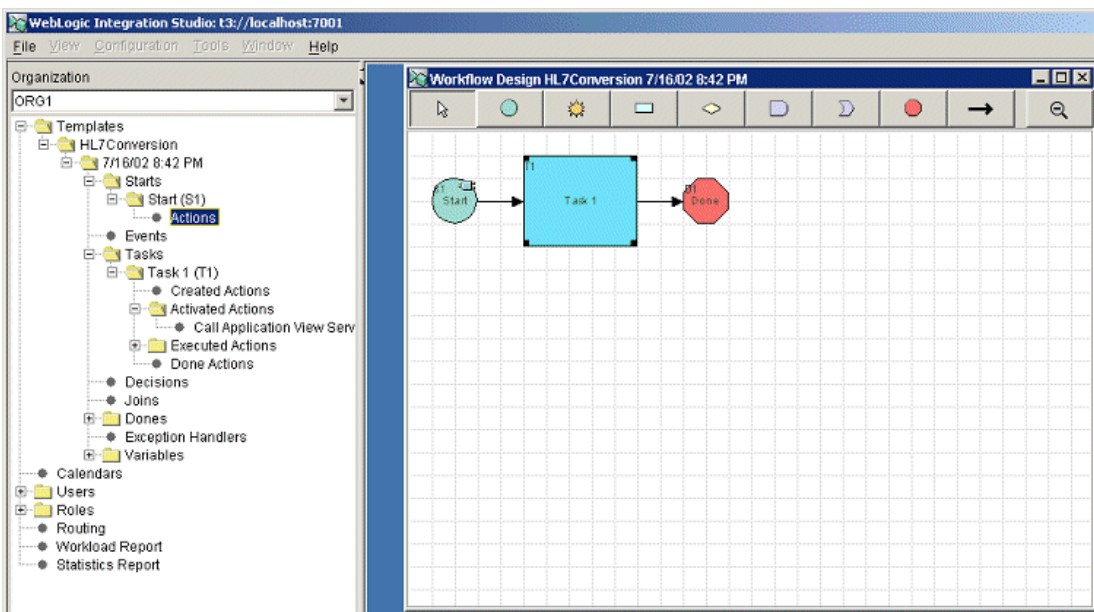 WebLogic Integration Studio: t3://localhost:7001
File View Configuration Tools Window Help
Organization
ORG1
Templates
HL7Conversion
7/16/02 8:42 PM
Starts
Start (S1)
Actions
Events
Tasks
Task 1 (T1)
Created Actions
Activated Actions
Call Application View Serv
Executed Actions
Done Actions
Decisions
Joins
Dones
Exception Handlers
Variables
Calendars
Users
Roles
Routing
Workload Report
Statistics Report
Workflow Design HL7Conversion 7/16/02 8:42 PM
Start
T1
Task 1
Done